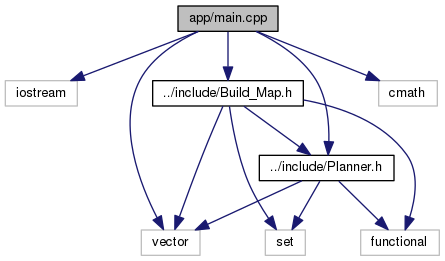 app/main.cpp
iostream
../include/Build_Map.h
cmath
../include/Planner.h
vector
set
functional